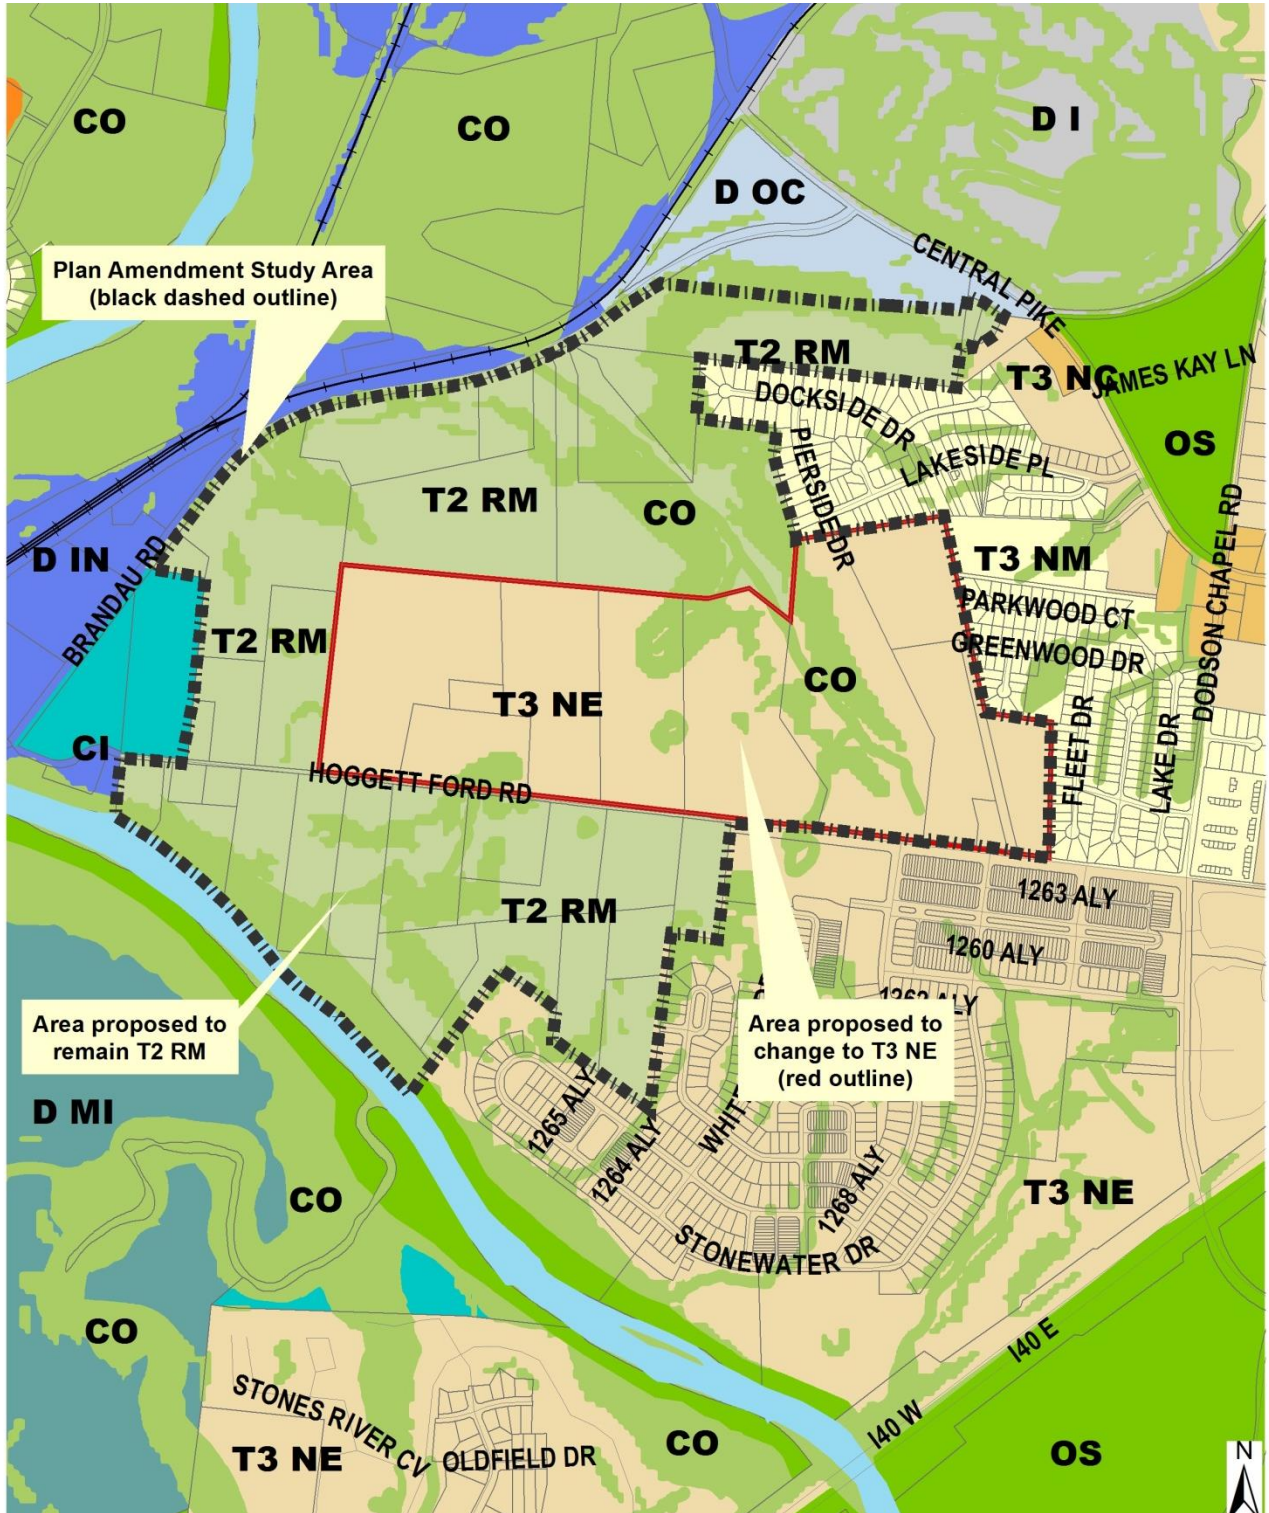 CO
CO
D I
D OC
CENTRAL PIKE
Plan Amendment Study Area
(black dashed outline)
T2 RM
T3 NC
JAMES KAY LN
DOCKSIDE DR
OS
LAKESIDE PL
PIERSIDE DR
T2 RM
CO
DODSON CHAPEL RD
D IN
BRANDAU RD
T3 NM
PARKWOOD CT
GREENWOOD DR
T2 RM
CO
T3 NE
FLEET DR
LAKE DR
CI
HOGGETT FORD RD
1263 ALY
T2 RM
1260 ALY
Area proposed to
remain T2 RM
Area proposed to
change to T3 NE
(red outline)
D MI
1265 ALY
1264 ALY
1268 ALY
CO
T3 NE
STONEWATER DR
CO
I40 E
I40 W
STONES RIVER CV
T3 NE
OLDFIELD DR
CO
OS
N